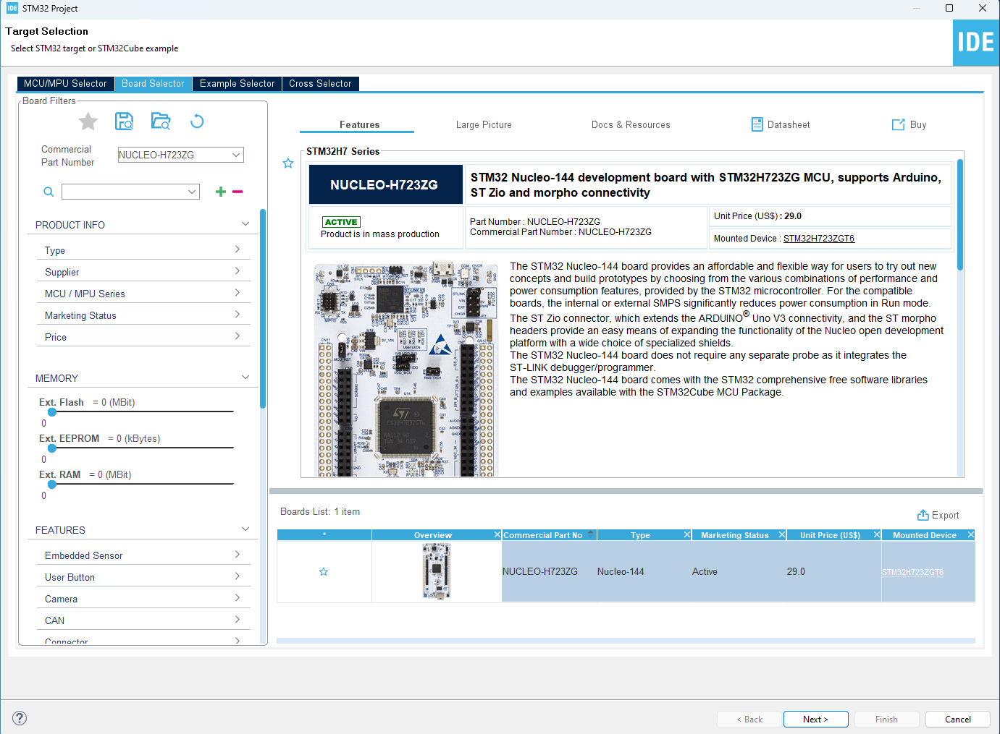 IDE STM32 Project
Target Selection
Select STM32 target or STM32Cube example
IDE
MCU/MPU Selector
Board Selector
Example Selector
Cross Selector
Board Filters
Commercial
Part Number
NUCLEO-H723ZG
PRODUCT INFO
Type
Supplier
MCU / MPU Series
Marketing Status
Price
MEMORY
Ext. Flash = 0 (MBit)
0
Ext. EEPROM = 0 (kBytes)
0
Ext. RAM = 0 (MBit)
0
FEATURES
Embedded Sensor
User Button
Camera
CAN
Connector
Features
Large Picture
Docs & Resources
Datasheet
Buy
STM32H7 Series
NUCLEO-H723ZG
STM32 Nucleo-144 development board with STM32H723ZG MCU, supports Arduino,
ST Zio and morpho connectivity
ACTIVE
Product is in mass production
Part Number : NUCLEO-H723ZG
Commercial Part Number : NUCLEO-H723ZG
Unit Price (US$) : 29.0
Mounted Device : STM32H723ZGT6
The STM32 Nucleo-144 board provides an affordable and flexible way for users to try out new
concepts and build prototypes by choosing from the various combinations of performance and
power consumption features, provided by the STM32 microcontroller. For the compatible
boards, the internal or external SMPS significantly reduces power consumption in Run mode.
The ST Zio connector, which extends the ARDUINO® Uno V3 connectivity, and the ST morpho
headers provide an easy means of expanding the functionality of the Nucleo open development
platform with a wide choice of specialized shields.
The STM32 Nucleo-144 board does not require any separate probe as it integrates the
ST-LINK debugger/programmer.
The STM32 Nucleo-144 board comes with the STM32 comprehensive free software libraries
and examples available with the STM32Cube MCU Package.
Boards List: 1 item
Export
* Overview Commercial Part No Type Marketing Status Unit Price (US$) Mounted Device
NUCLEO-H723ZG Nucleo-144 Active 29.0 STM32H723ZGT6
?
< Back
Next >
Finish
Cancel